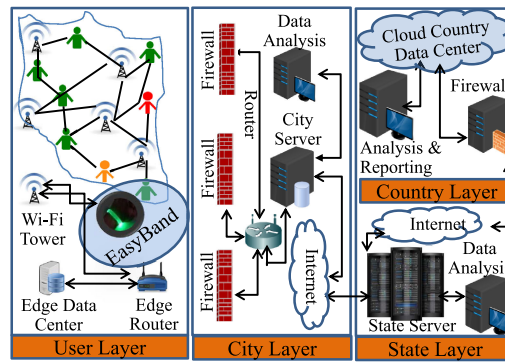 EasyBand
Wi-Fi
Tower
Edge Data
Center
Edge
Router
User Layer
Firewall
Data
Analysis
Router
City
Server
Firewall
Internet
Firewall
City Layer
Cloud Country
Data Center
Firewall
Analysis &
Reporting
Country Layer
Internet
Data
Analysis
State Server
State Layer